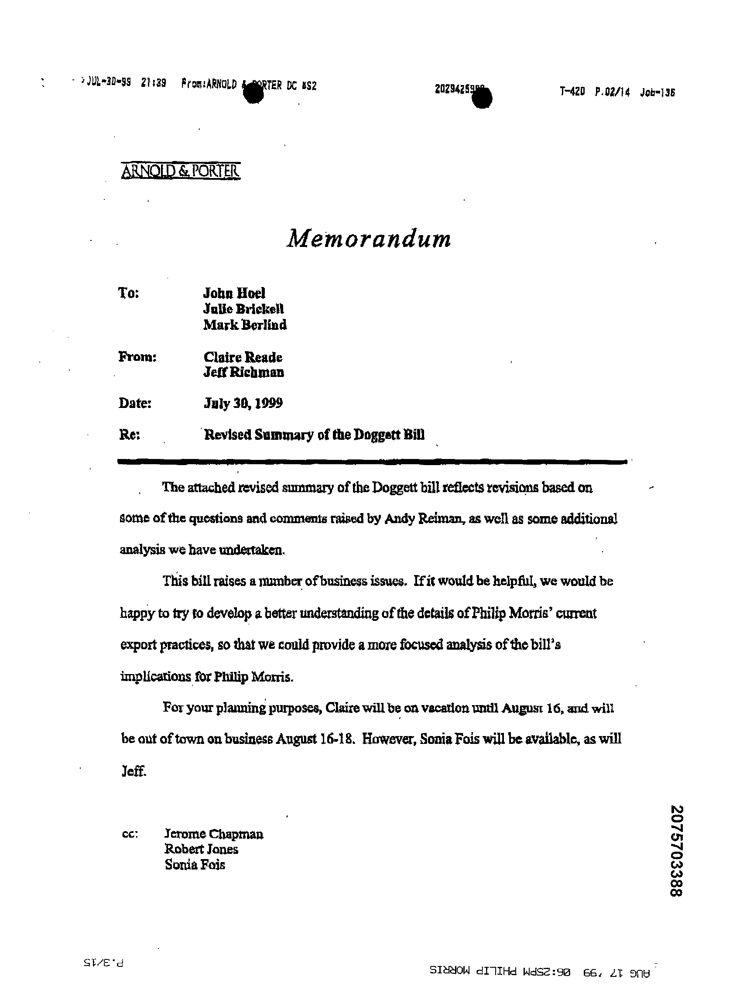 JUL-30-99 21:39 From:ARNOLD & PORTER DC #S2 T-420 P.02/14 Job-136
ARNOLD & PORTER
Memorandum
To: John Hoel
Julie Brickell
Mark Berlind
From: Claire Reade
Jeff Richman
Date: July 30, 1999
Re: Revised Summary of the Doggett Bill
The attached revised summary of the Doggett bill reflects revisions based on
some of the questions and comments raised by Andy Reiman, as well as some additional
analysis we have undertaken.
This bill raises a number of business issues. If it would be helpful, we would be
happy to try to develop a better understanding of the details of Philip Morris' current
export practices, so that we could provide a more focused analysis of the bill's
implications for Philip Morris.
For your planning purposes, Claire will be on vacation until August 16, and will
be out of town on business August 16-18. However, Sonia Fois will be available, as will
Jeff.
cc: Jerome Chapman
Robert Jones
Sonia Fois
2075703388
AUG 17 '99 06:25PM PHILIP MORRIS
P.3/15